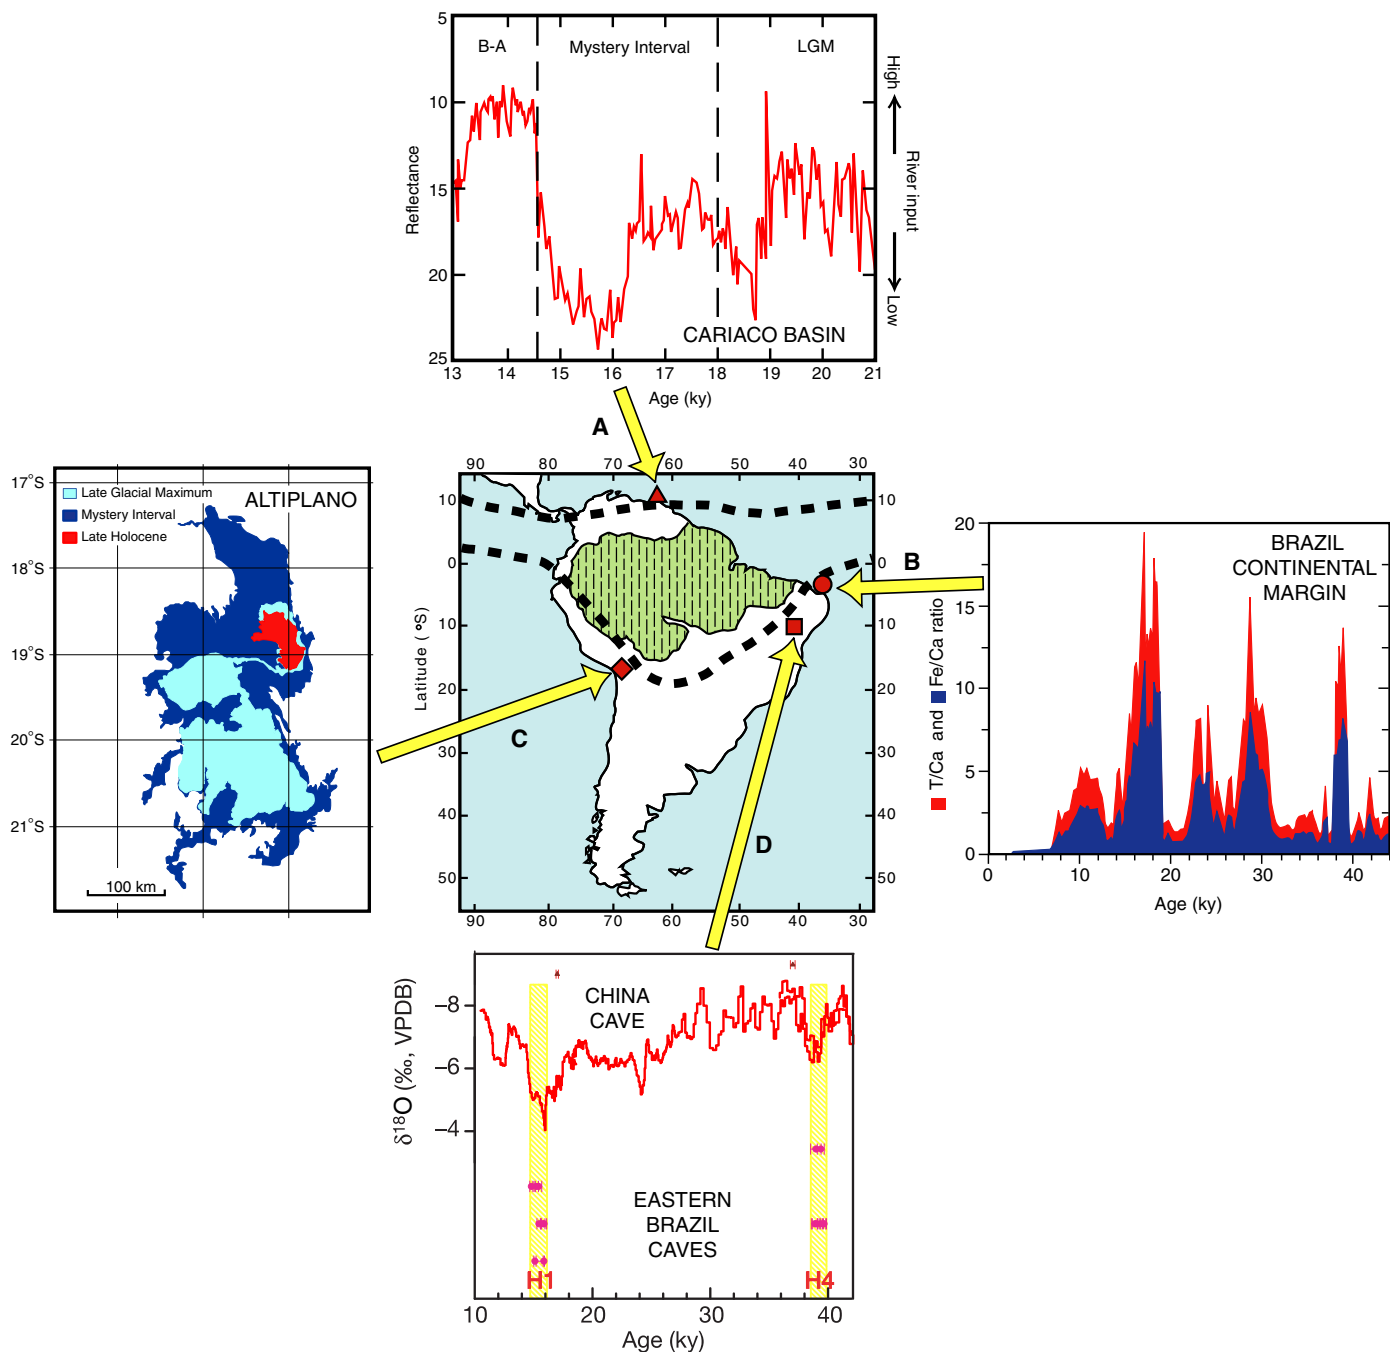 5
10
15
20
25
B-A
Mystery Interval
LGM
CARIACO BASIN
Reflectance
High
River input
Low
13
14
15
16
17
18
19
20
21
Age (ky)
A
17°S
18°S
19°S
20°S
21°S
Late Glacial Maximum
Mystery Interval
Late Holocene
ALTIPLANO
100 km
90
80
70
60
50
40
30
10
0
10
20
30
40
50
Latitude ( °S)
10
0
10
20
30
40
50
90
80
70
60
50
40
30
B
C
D
20
15
10
5
0
BRAZIL
CONTINENTAL
MARGIN
TT/Ca and Fe/Ca ratio
0
10
20
30
40
Age (ky)
−8
−6
−4
δ18O (‰, VPDB)
CHINA
CAVE
EASTERN
BRAZIL
CAVES
H1
H4
10
20
30
40
Age (ky)